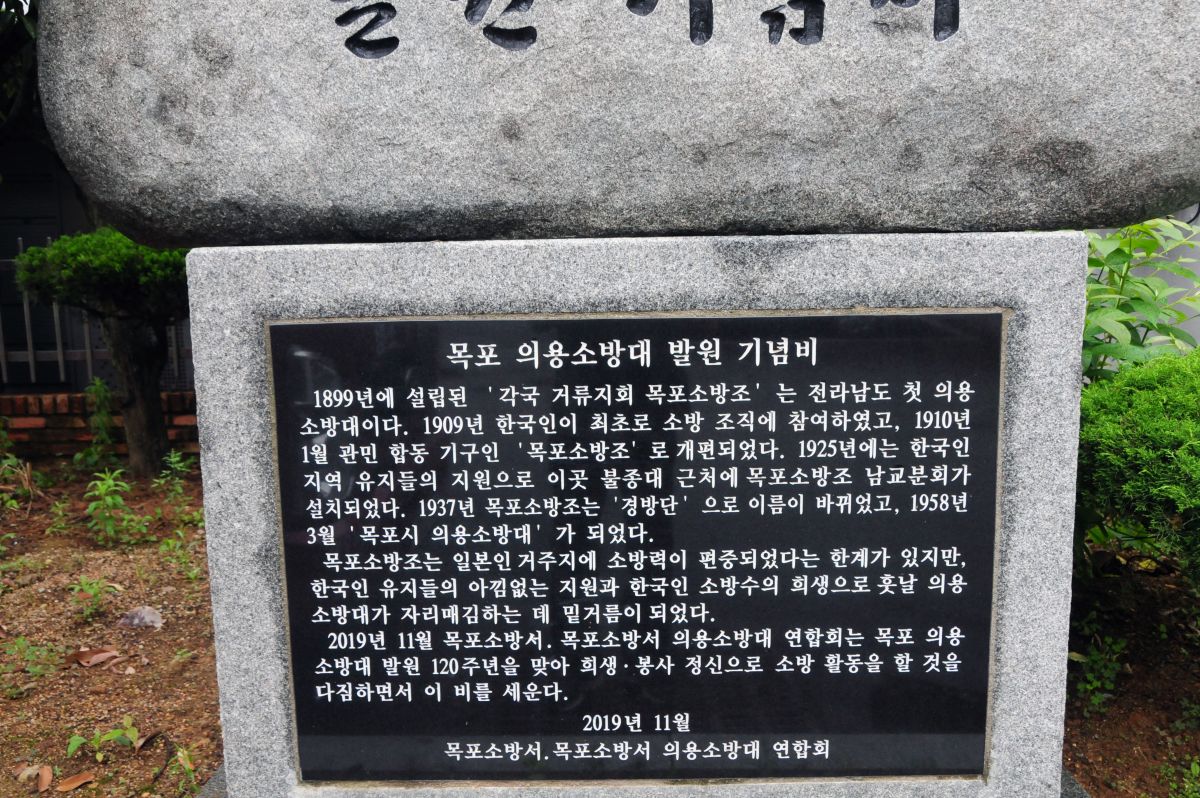 발원 기념비
목포 의용소방대 발원 기념비
1899년에 설립된 '각국 거류지회 목포소방조' 는 전라남도 첫 의용
소방대이다. 1909년 한국인이 최초로 소방 조직에 참여하였고, 1910년
1월 관민 합동 기구인 '목포소방조' 로 개편되었다. 1925년에는 한국인
지역 유지들의 지원으로 이곳 불종대 근처에 목포소방조 남교분회가
설치되었다. 1937년 목포소방조는 '경방단' 으로 이름이 바뀌었고, 1958년
3월 '목포시 의용소방대' 가 되었다.
목포소방조는 일본인 거주지에 소방력이 편중되었다는 한계가 있지만,
한국인 유지들의 아낌없는 지원과 한국인 소방수의 희생으로 훗날 의용
소방대가 자리매김하는 데 밑거름이 되었다.
2019년 11월 목포소방서. 목포소방서 의용소방대 연합회는 목포 의용
소방대 발원 120주년을 맞아 희생·봉사 정신으로 소방 활동을 할 것을
다짐하면서 이 비를 세운다.
2019년 11월
목포소방서. 목포소방서 의용소방대 연합회